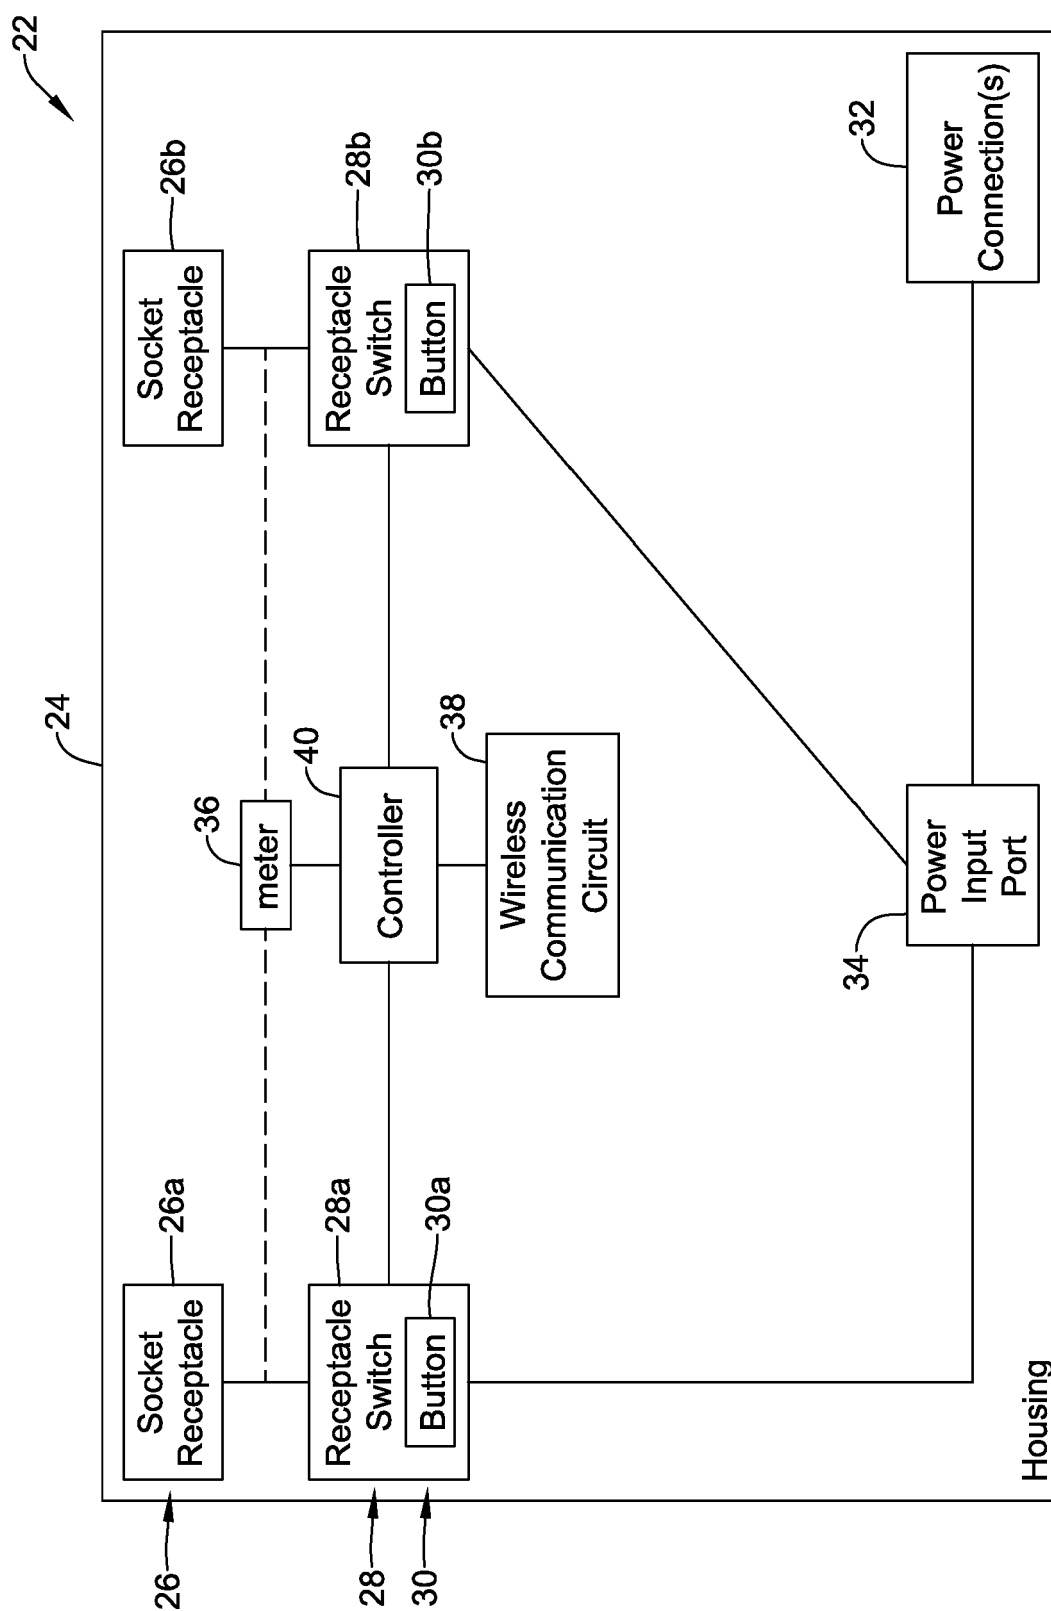 22
24
26
26a
Socket
Receptacle
26b
Socket
Receptacle
36
meter
28
28a
Receptacle
Switch
30
30a
Button
40
Controller
28b
Receptacle
Switch
30b
Button
38
Wireless
Communication
Circuit
34
Power
Input
Port
32
Power
Connection(s)
Housing